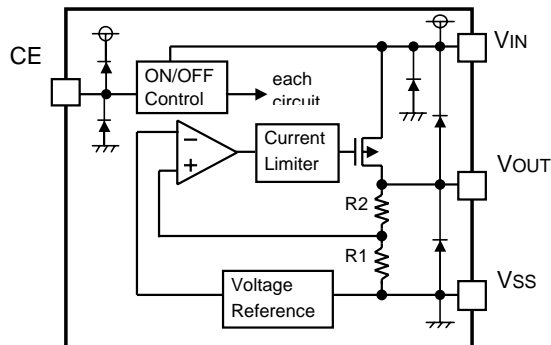 VIN
CE
ON/OFF
Control
each
circuit
Current
Limiter
−
+
VOUT
R2
R1
Voltage
Reference
VSS